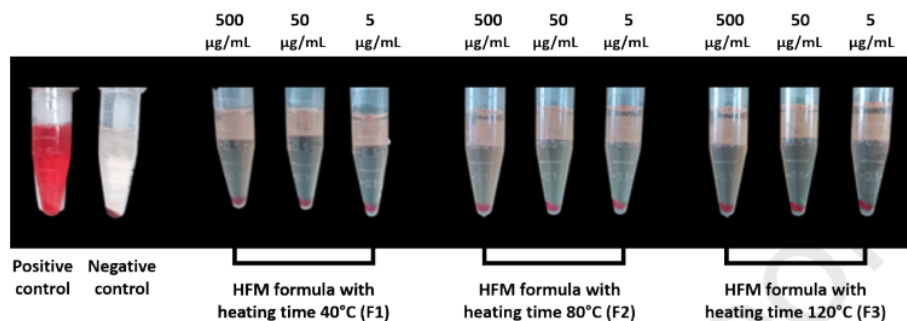 500 50 5 500 50 5 500 50 5
µg/mL µg/mL µg/mL µg/mL µg/mL µg/mL µg/mL µg/mL µg/mL
Positive control
Negative control
HFM formula with
heating time 40°C (F1)
HFM formula with
heating time 80°C (F2)
HFM formula with
heating time 120°C (F3)